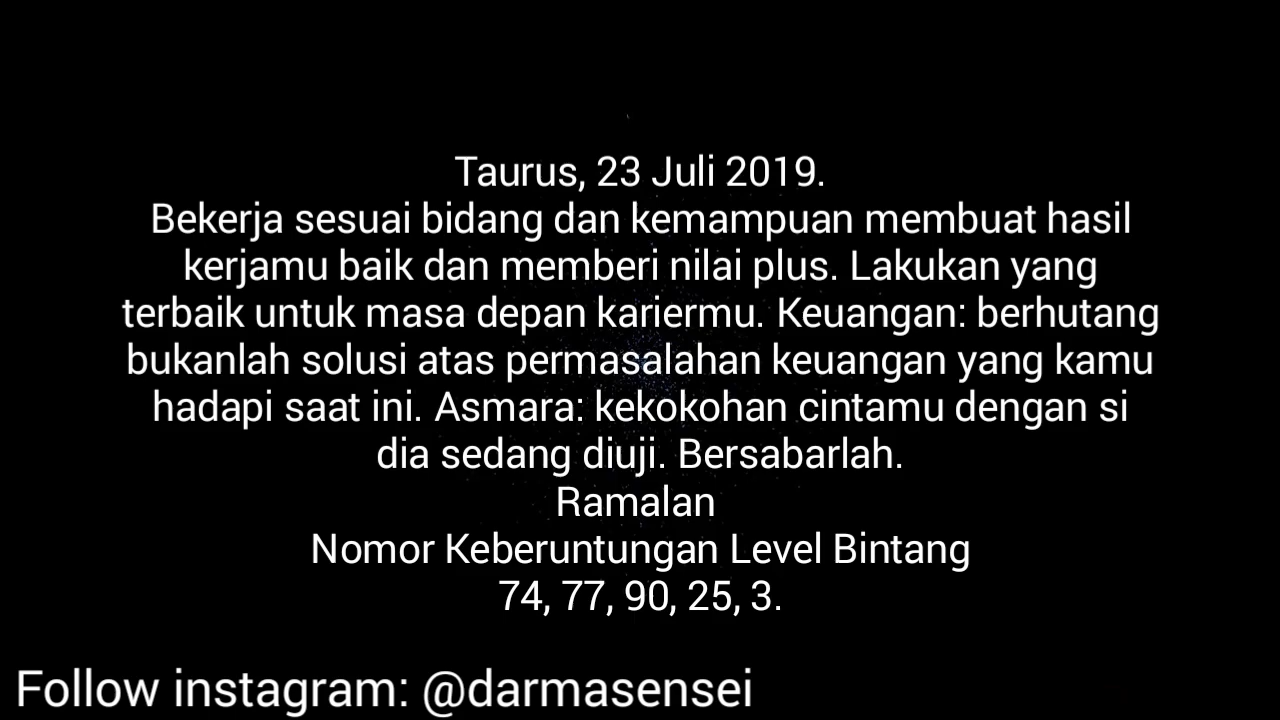 Taurus, 23 Juli 2019.
Bekerja sesuai bidang dan kemampuan membuat hasil
kerjamu baik dan memberi nilai plus. Lakukan yang
terbaik untuk masa depan kariermu. Keuangan: berhutang
bukanlah solusi atas permasalahan keuangan yang kamu
hadapi saat ini. Asmara: kekokohan cintamu dengan si
dia sedang diuji. Bersabarlah.
Ramalan
Nomor Keberuntungan Level Bintang
74, 77, 90, 25, 3.
Follow instagram: @darmasensei